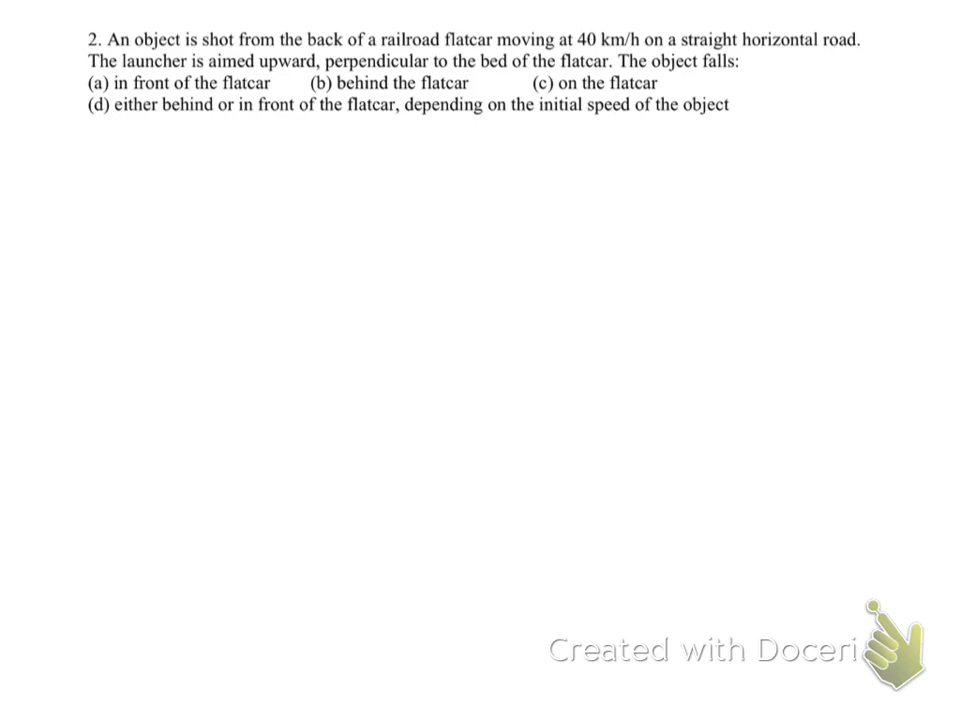 2. An object is shot from the back of a railroad flatcar moving at 40 km/h on a straight horizontal road.
The launcher is aimed upward, perpendicular to the bed of the flatcar. The object falls:
(a) in front of the flatcar (b) behind the flatcar (c) on the flatcar
(d) either behind or in front of the flatcar, depending on the initial speed of the object
Created with Doceri